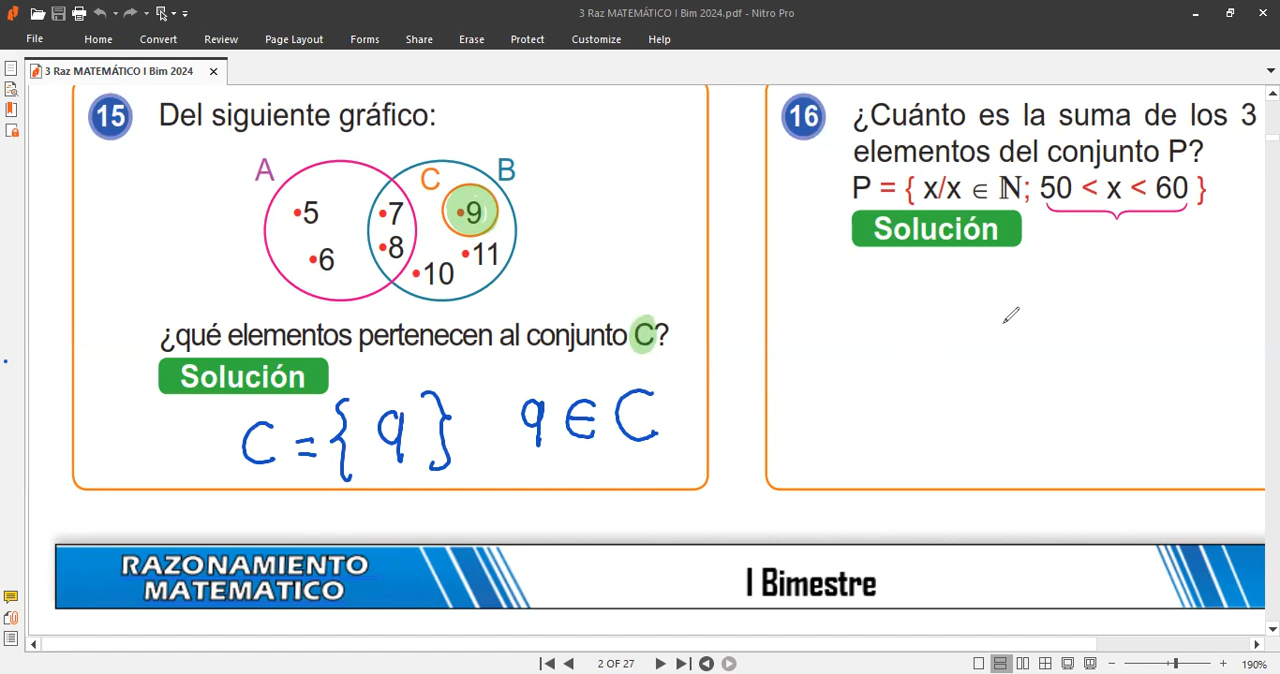 3 Raz MATEMÁTICO I Bim 2024.pdf - Nitro Pro
File Home Convert Review Page Layout Forms Share Erase Protect Customize Help
3 Raz MATEMÁTICO I Bim 2024
15 Del siguiente gráfico:
A
C
B
•5
•7
•9
•6
•8
•10
•11
¿qué elementos pertenecen al conjunto C?
Solución
C = { 9 } 9 ∈ C
16 ¿Cuánto es la suma de los 3
elementos del conjunto P?
P = { x/x ∈ ℕ; 50 < x < 60 }
Solución
RAZONAMIENTO
MATEMATICO
I Bimestre
2 OF 27
190%